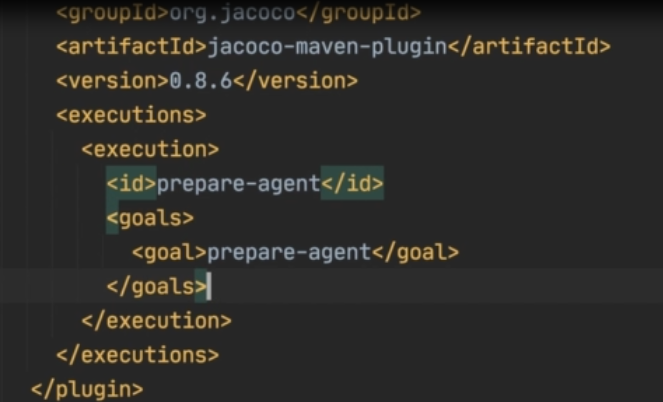 <groupId>org.jacoco</groupId>
<artifactId>jacoco-maven-plugin</artifactId>
<version>0.8.6</version>
<executions>
<execution>
<id>prepare-agent</id>
<goals>
<goal>prepare-agent</goal>
</goals>
</execution>
</executions>
</plugin>